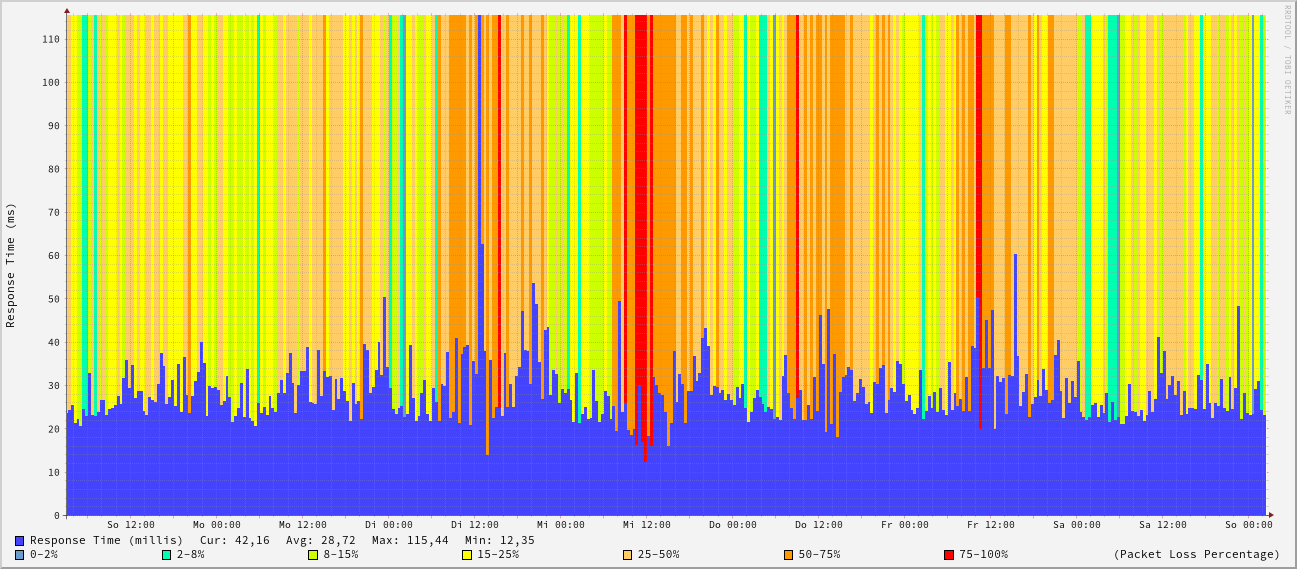 RRDTOOL / TOBI OETIKER
Response Time (ms)
110
100
90
80
70
60
50
40
30
20
10
0
So 12:00 Mo 00:00 Mo 12:00 Di 00:00 Di 12:00 Mi 00:00 Mi 12:00 Do 00:00 Do 12:00 Fr 00:00 Fr 12:00 Sa 00:00 Sa 12:00 So 00:00
Response Time (millis) Cur: 42,16 Avg: 28,72 Max: 115,44 Min: 12,35
0-2% 2-8% 8-15% 15-25% 25-50% 50-75% 75-100% (Packet Loss Percentage)